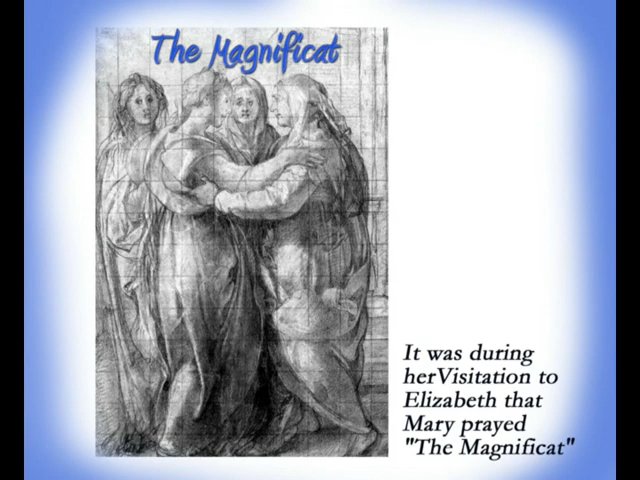 The Magnificat
It was during
herVisitation to
Elizabeth that
Mary prayed
"The Magnificat"